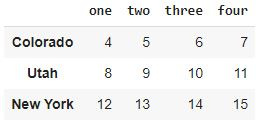 one two three four
Colorado 4 5 6 7
Utah 8 9 10 11
New York 12 13 14 15